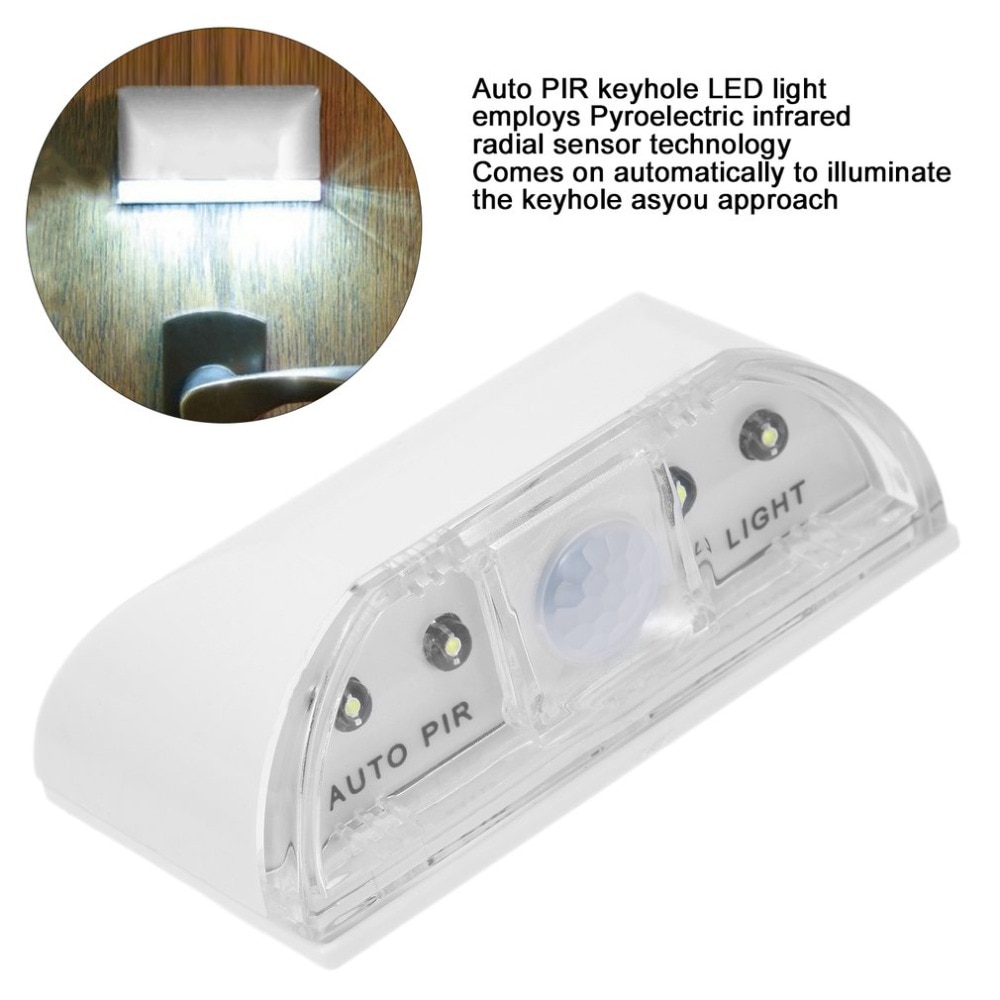 Auto PIR keyhole LED light
employs Pyroelectric infrared
radial sensor technology
Comes on automatically to illuminate
the keyhole asyou approach
AUTO PIR
LIGHT